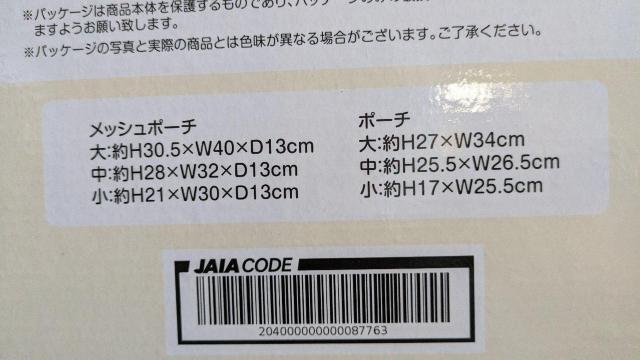 ※パッケージは商品本体を保護するものであり、パッケージのみの
ますようお願い致します。
※パッケージの写真と実際の商品とは色味が異なる場合がございます。ご了承ください。
メッシュポーチ
大:約H30.5×W40×D13cm
中:約H28×W32×D13cm
小:約H21×W30×D13cm
ポーチ
大:約H27×W34cm
中:約H25.5×W26.5cm
小:約H17×W25.5cm
JAIA CODE
204000000000087763